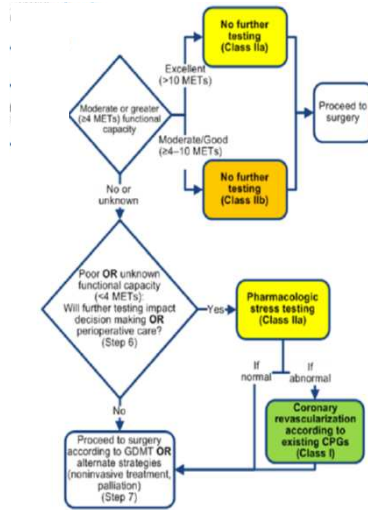 No further
testing
(Class IIa)
Excellent
(>10 METs)
Moderate or greater
(≥4 METs) functional
capacity
Proceed to
surgery
Moderate/Good
(≥4–10 METs)
No further
testing
(Class IIb)
No or
unknown
Poor OR unknown
functional capacity
(<4 METs):
Will further testing impact
decision making OR
perioperative care?
(Step 6)
Yes
Pharmacologic
stress testing
(Class IIa)
If
normal
If
abnormal
Coronary
revascularization
according to
existing CPGs
(Class I)
No
Proceed to surgery
according to GDMT OR
alternate strategies
(noninvasive treatment,
palliation)
(Step 7)